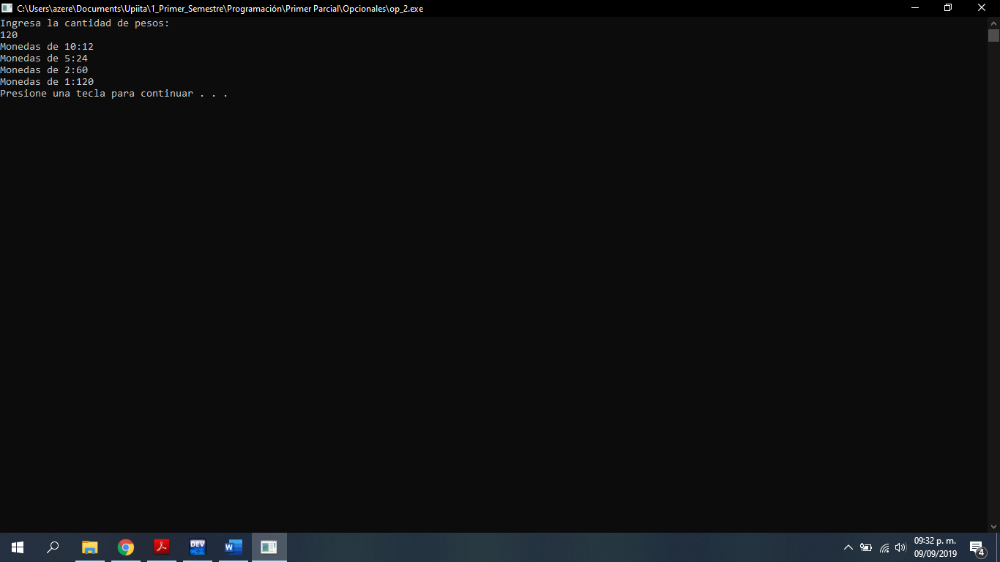 C:\Users\azere\Documents\Upiita\1_Primer_Semestre\Programación\Primer Parcial\Opcionales\op_2.exe
Ingresa la cantidad de pesos:
120
Monedas de 10:12
Monedas de 5:24
Monedas de 2:60
Monedas de 1:120
Presione una tecla para continuar . . .
DEV
W
09:32 p. m.
09/09/2019
4